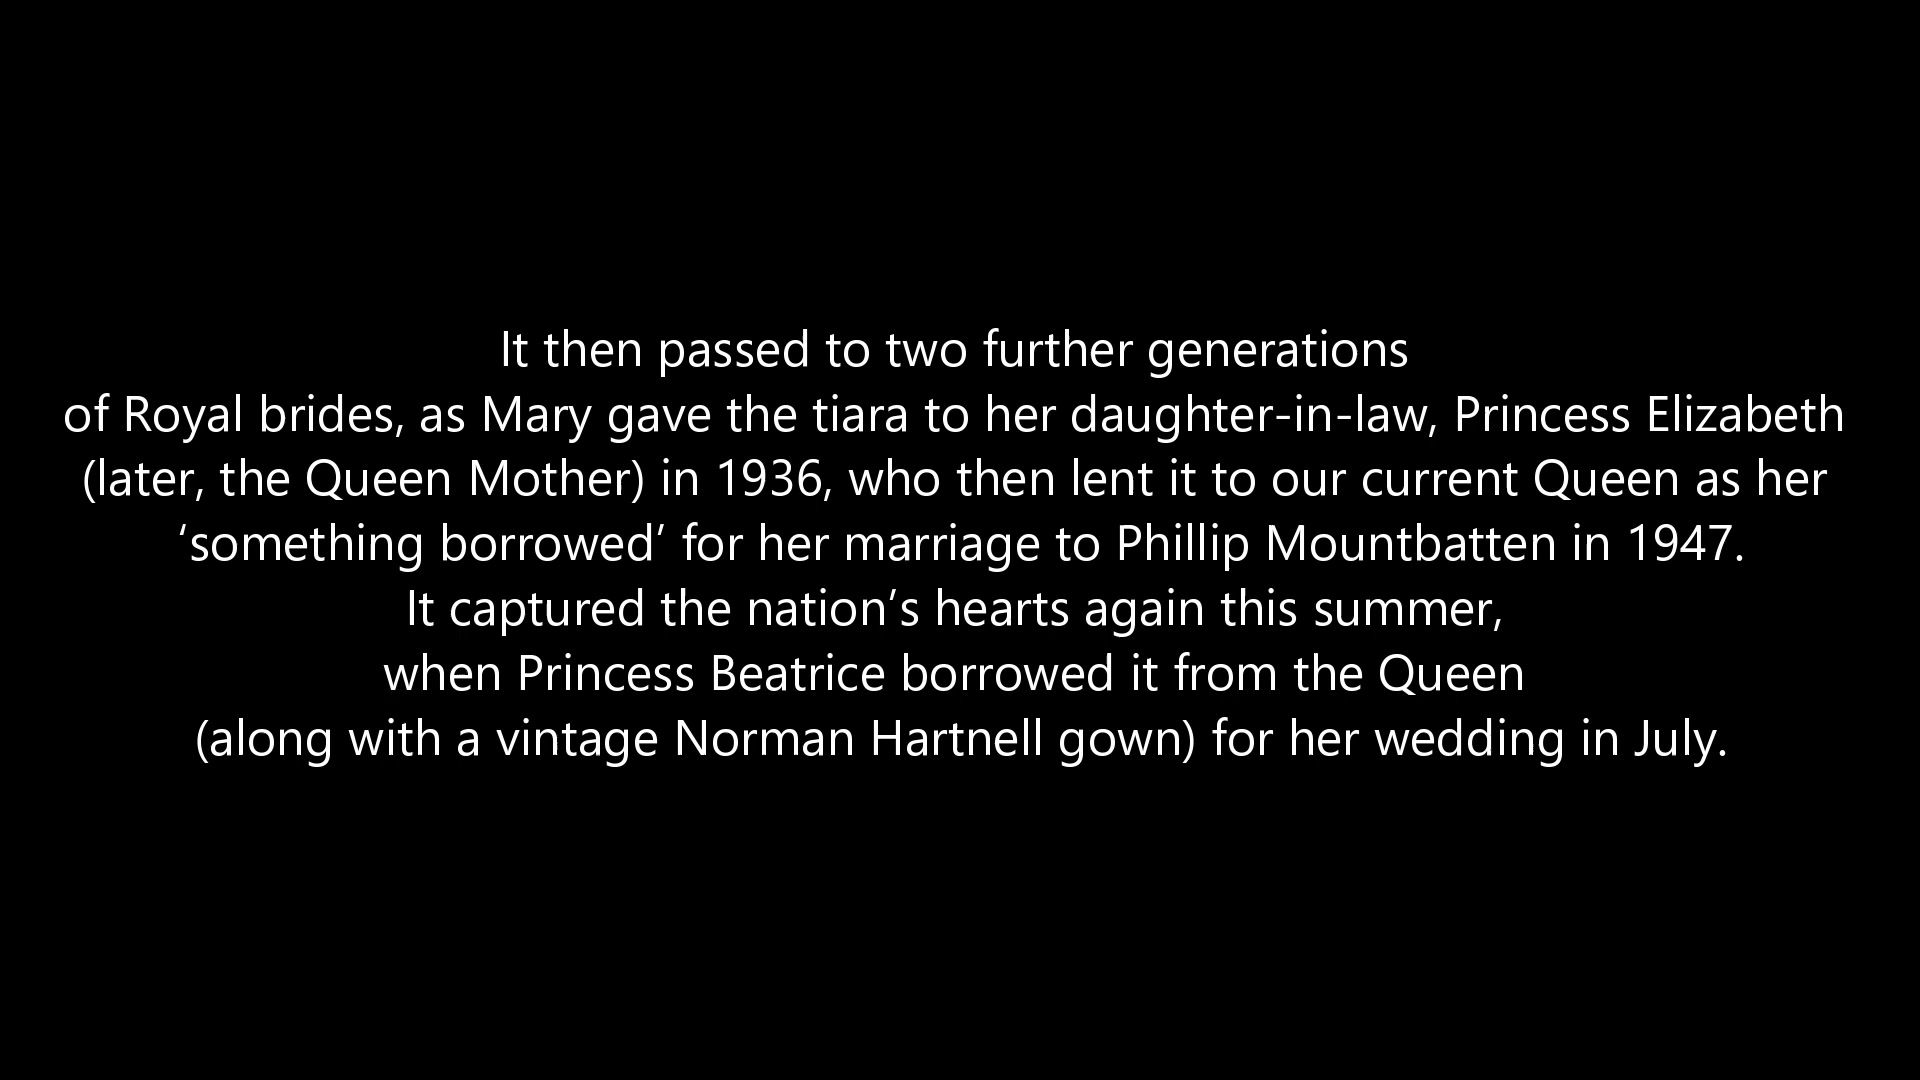 It then passed to two further generations
of Royal brides, as Mary gave the tiara to her daughter-in-law, Princess Elizabeth
(later, the Queen Mother) in 1936, who then lent it to our current Queen as her
‘something borrowed’ for her marriage to Phillip Mountbatten in 1947.
It captured the nation’s hearts again this summer,
when Princess Beatrice borrowed it from the Queen
(along with a vintage Norman Hartnell gown) for her wedding in July.